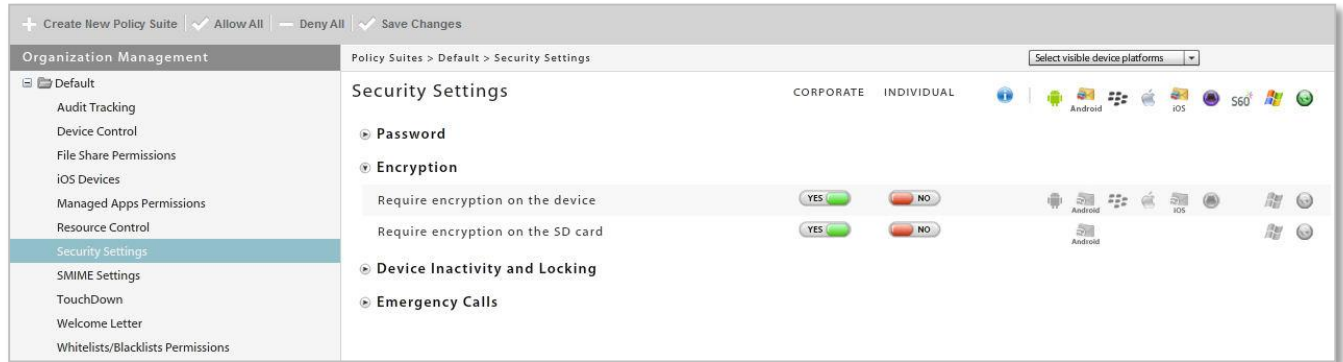 Create New Policy Suite Allow All Deny All Save Changes
Organization Management
Default
Audit Tracking
Device Control
File Share Permissions
iOS Devices
Managed Apps Permissions
Resource Control
Security Settings
SMIME Settings
TouchDown
Welcome Letter
Whitelists/Blacklists Permissions
Policy Suites > Default > Security Settings
Select visible device platforms
Security Settings
CORPORATE INDIVIDUAL
Android iOS S60
Password
Encryption
Require encryption on the device YES NO Android iOS
Require encryption on the SD card YES NO Android
Device Inactivity and Locking
Emergency Calls